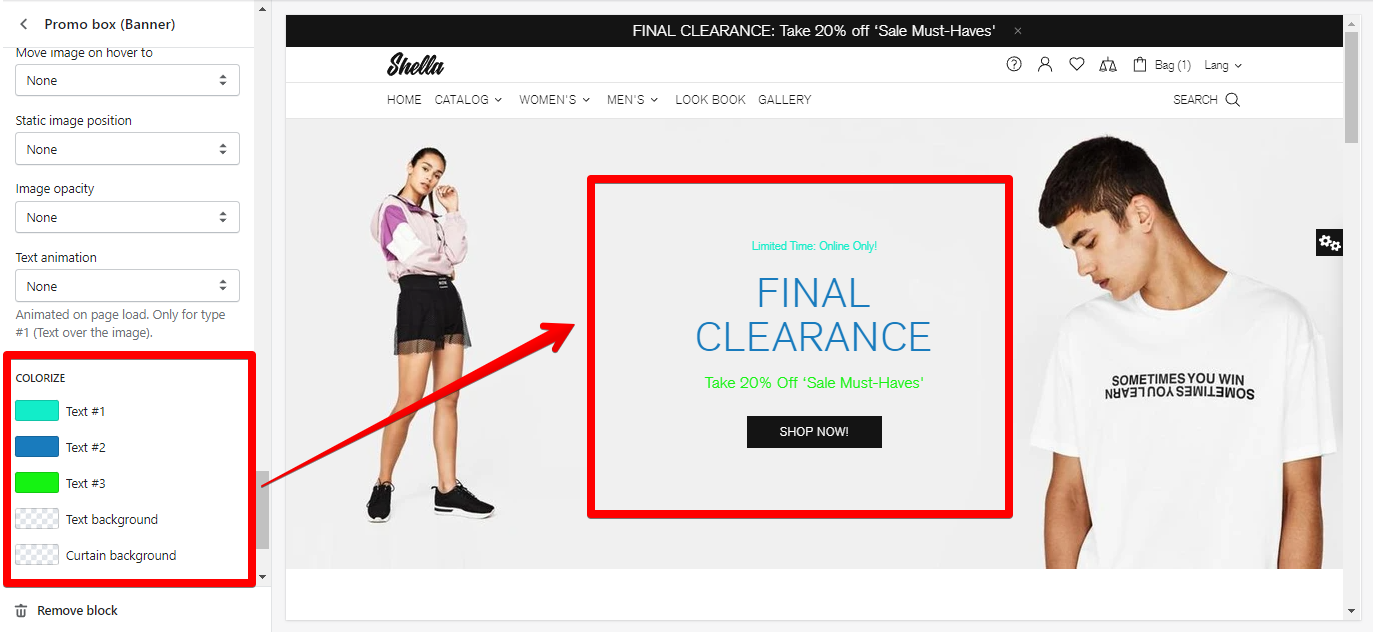 Promo box (Banner)
Move image on hover to
None
Static image position
None
Image opacity
None
Text animation
None
Animated on page load. Only for type
#1 (Text over the image).
COLORIZE
Text #1
Text #2
Text #3
Text background
Curtain background
Remove block
FINAL CLEARANCE: Take 20% off ‘Sale Must-Haves’ ×
Shella
Bag (1) Lang
HOME CATALOG WOMEN'S MEN'S LOOK BOOK GALLERY SEARCH
Limited Time: Online Only!
FINAL
CLEARANCE
Take 20% Off ‘Sale Must-Haves’
SHOP NOW!
SOMETIMES YOU WIN
SOMETIMES YOU LEARN